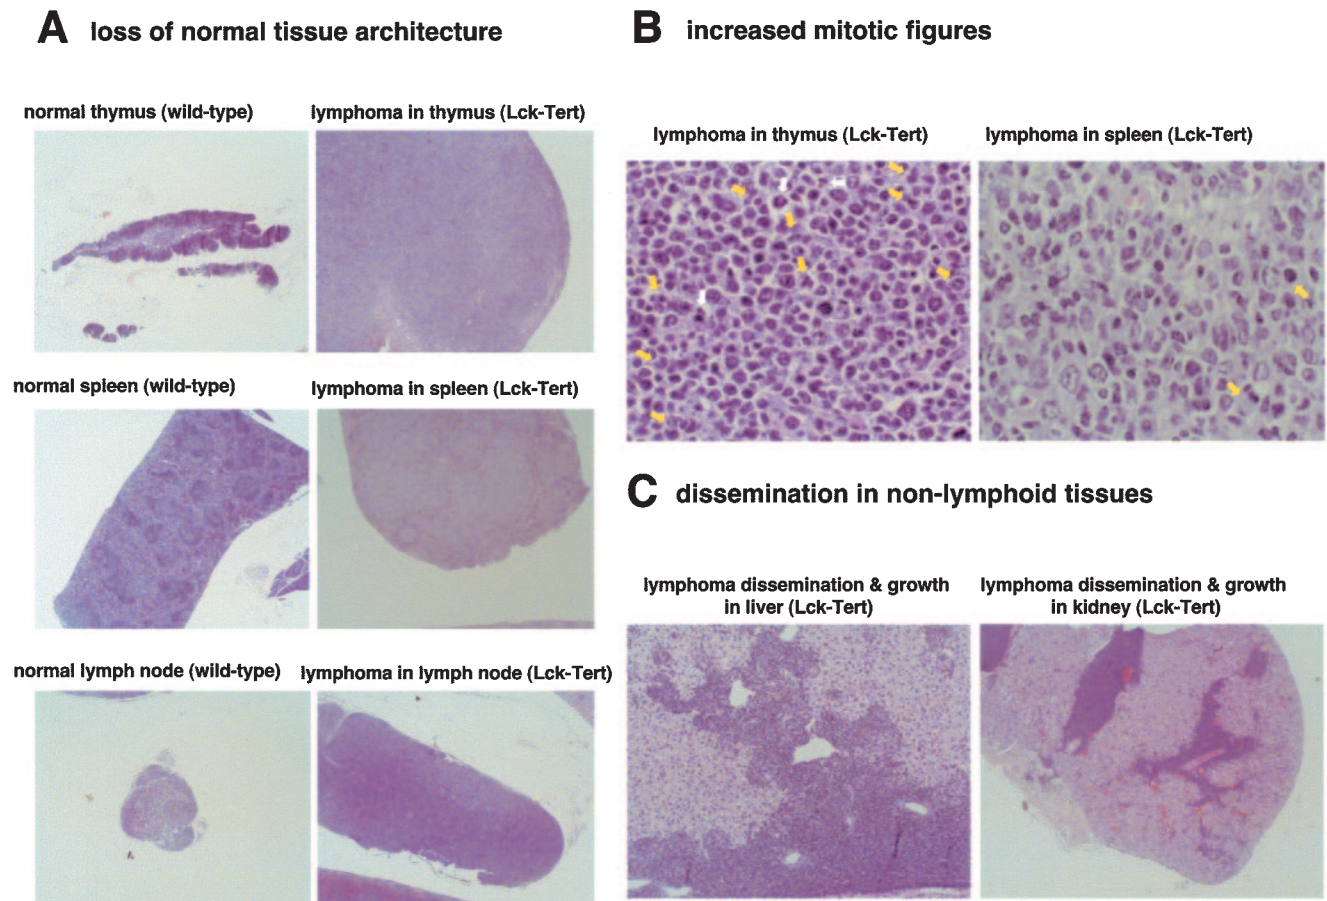 A loss of normal tissue architecture
normal thymus (wild-type)
lymphoma in thymus (Lck-Tert)
normal spleen (wild-type)
lymphoma in spleen (Lck-Tert)
normal lymph node (wild-type)
lymphoma in lymph node (Lck-Tert)
B increased mitotic figures
lymphoma in thymus (Lck-Tert)
lymphoma in spleen (Lck-Tert)
C dissemination in non-lymphoid tissues
lymphoma dissemination & growth
in liver (Lck-Tert)
lymphoma dissemination & growth
in kidney (Lck-Tert)